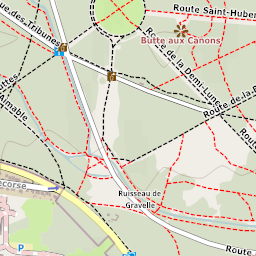 Route Saint-Huber
ue des Tribunes
Butte aux Canons
Route de la Demi-Lune
Route de la P
Aimable
Ruisseau de
Gravelle
ecorse
P
Route